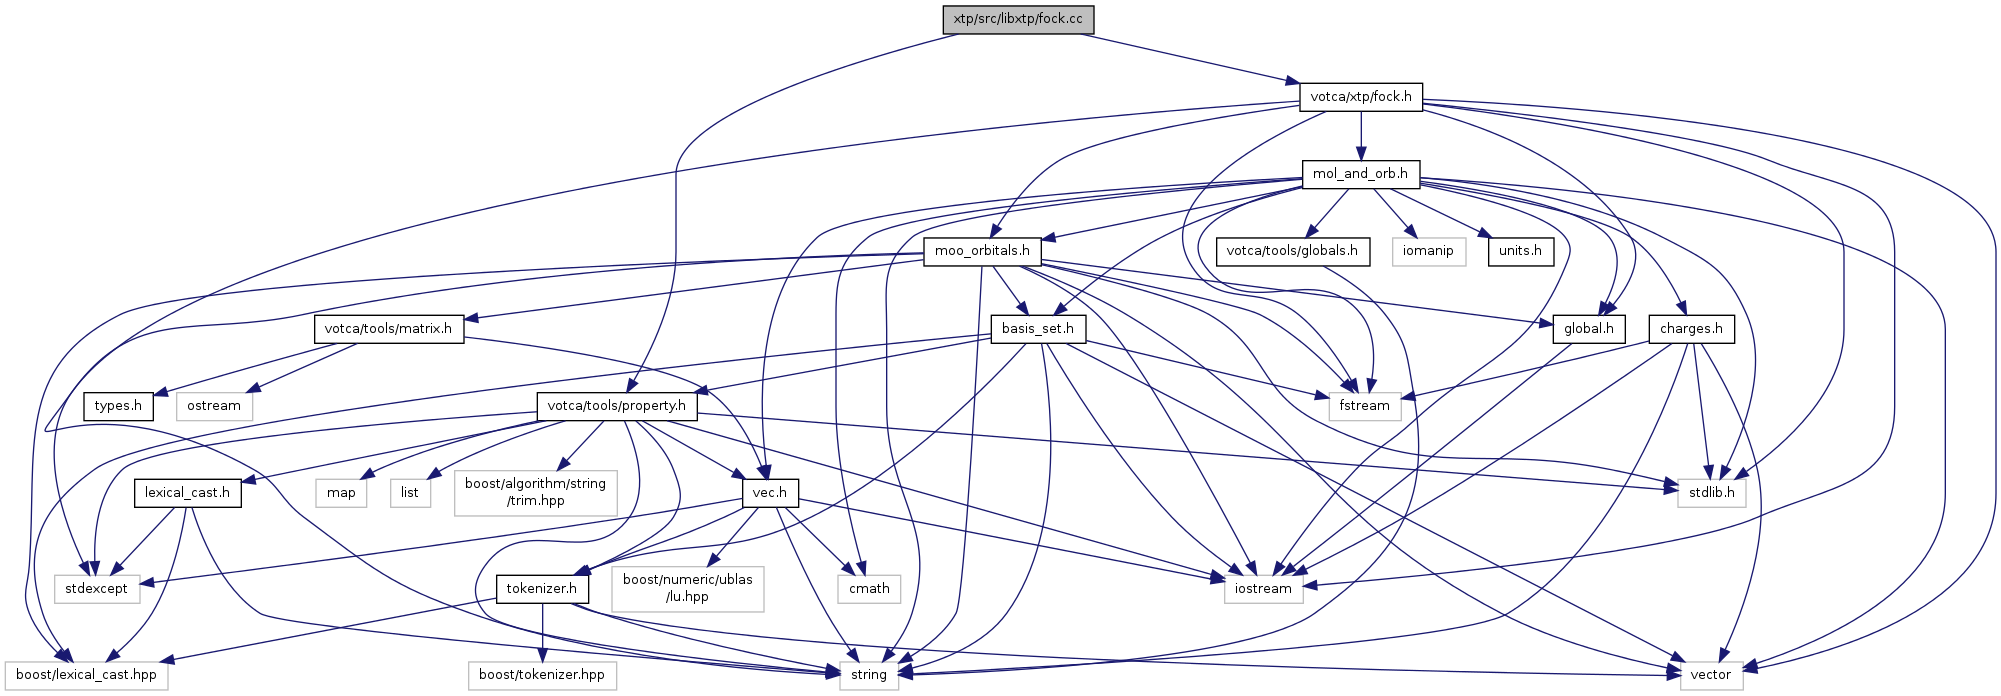 xtp/src/libxtp/fock.cc
votca/xtp/fock.h
mol_and_orb.h
moo_orbitals.h
votca/tools/globals.h
iomanip
units.h
votca/tools/matrix.h
basis_set.h
global.h
charges.h
types.h
ostream
votca/tools/property.h
fstream
lexical_cast.h
map
list
boost/algorithm/string
/trim.hpp
vec.h
stdlib.h
stdexcept
tokenizer.h
boost/numeric/ublas
/lu.hpp
cmath
iostream
boost/lexical_cast.hpp
boost/tokenizer.hpp
string
vector